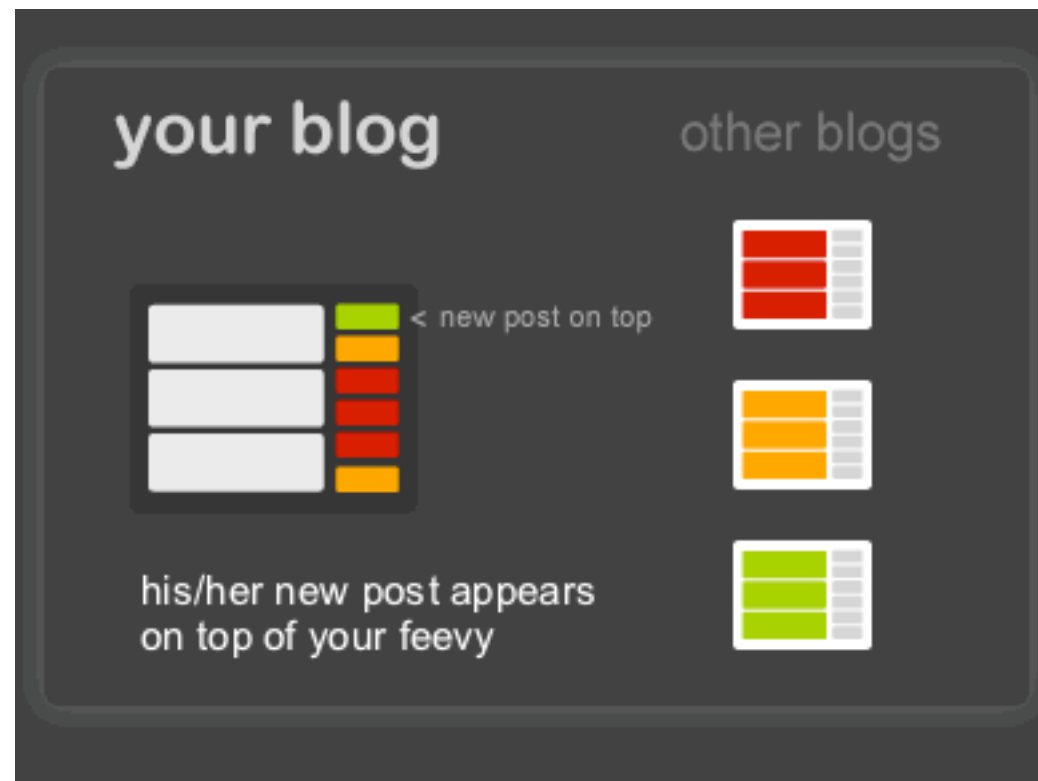 your blog
other blogs
< new post on top
his/her new post appears
on top of your feevy